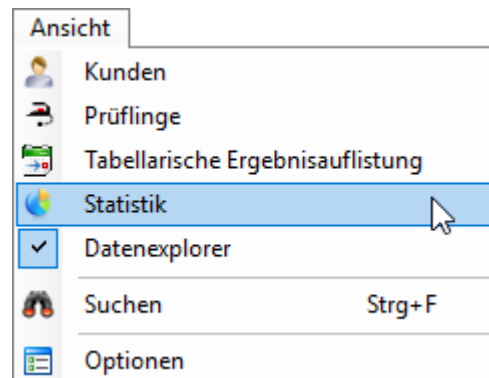 Ansicht
Kunden
Prüflinge
Tabellarische Ergebnisauflistung
Statistik
Datenexplorer
Suchen Strg+F
Optionen